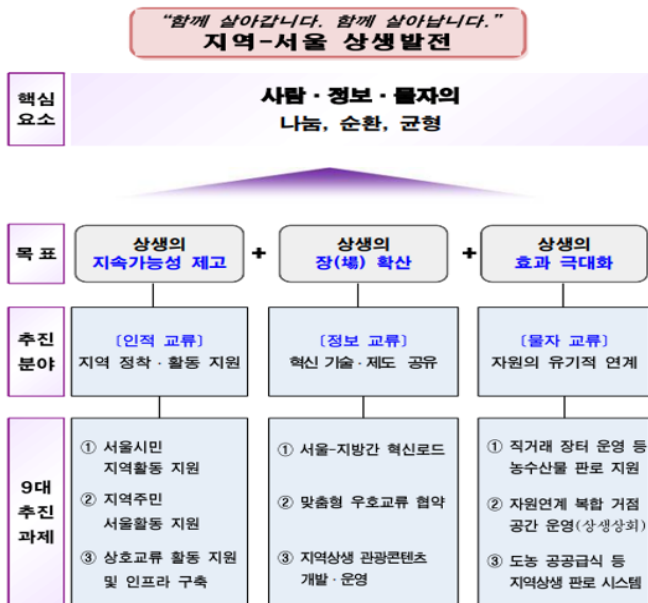 “함께 살아갑니다. 함께 살아납니다.”
지역-서울 상생발전
핵심
요소
사람 · 정보 · 물자의
나눔, 순환, 균형
목 표
상생의
지속가능성 제고
+
상생의
장(場) 확산
+
상생의
효과 극대화
추진
분야
[인적 교류]
지역 정착 · 활동 지원
[정보 교류]
혁신 기술 · 제도 공유
[물자 교류]
자원의 유기적 연계
9대
추진
과제
① 서울시민
지역활동 지원
② 지역주민
서울활동 지원
③ 상호교류 활동 지원
및 인프라 구축
① 서울-지방간 혁신로드
② 맞춤형 우호교류 협약
③ 지역상생 관광콘텐츠
개발 · 운영
① 직거래 장터 운영 등
농수산물 판로 지원
② 자원연계 복합 거점
공간 운영(상생상회)
③ 도농 공공급식 등
지역상생 판로 시스템